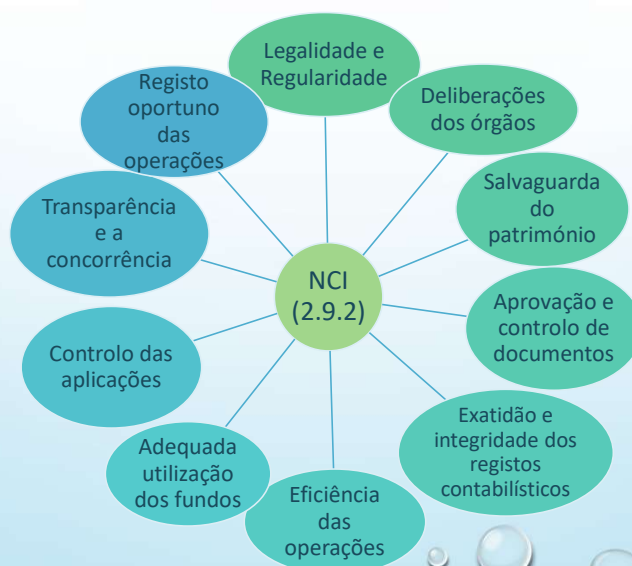 Legalidade e
Regularidade
Deliberações
dos órgãos
Salvaguarda
do
património
Aprovação e
controlo de
documentos
Exatidão e
integridade dos
registos
contabilísticos
Eficiência
das
operações
Adequada
utilização
dos fundos
Controlo das
aplicações
Transparência
e a
concorrência
Registo
oportuno
das
operações
NCI
(2.9.2)